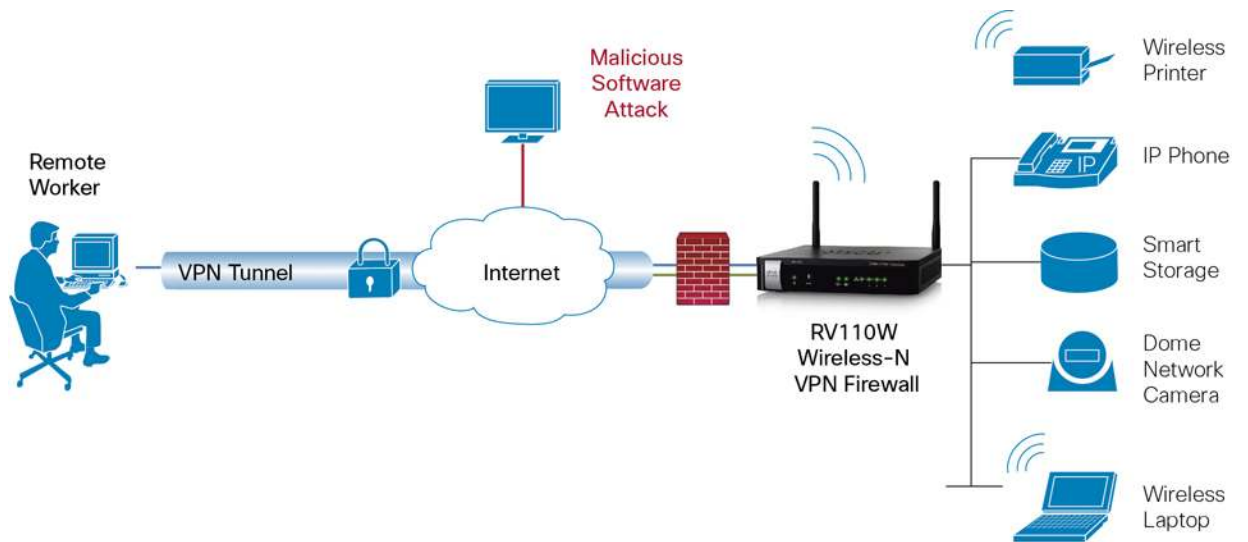 Malicious
Software
Attack
Wireless
Printer
Remote
Worker
IP
IP Phone
VPN Tunnel
Internet
Smart
Storage
RV110W
Wireless-N
VPN Firewall
Dome
Network
Camera
Wireless
Laptop